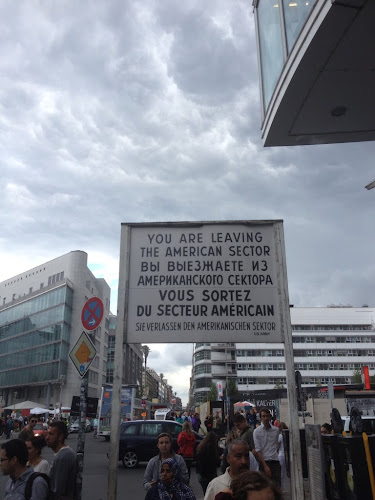 YOU ARE LEAVING
THE AMERICAN SECTOR
ВЫ ВЫЕЗЖАЕТЕ ИЗ
АМЕРИКАНСКОГО СЕКТОРА
VOUS SORTEZ
DU SECTEUR AMÉRICAIN
SIE VERLASSEN DEN AMERIKANISCHEN SEKTOR